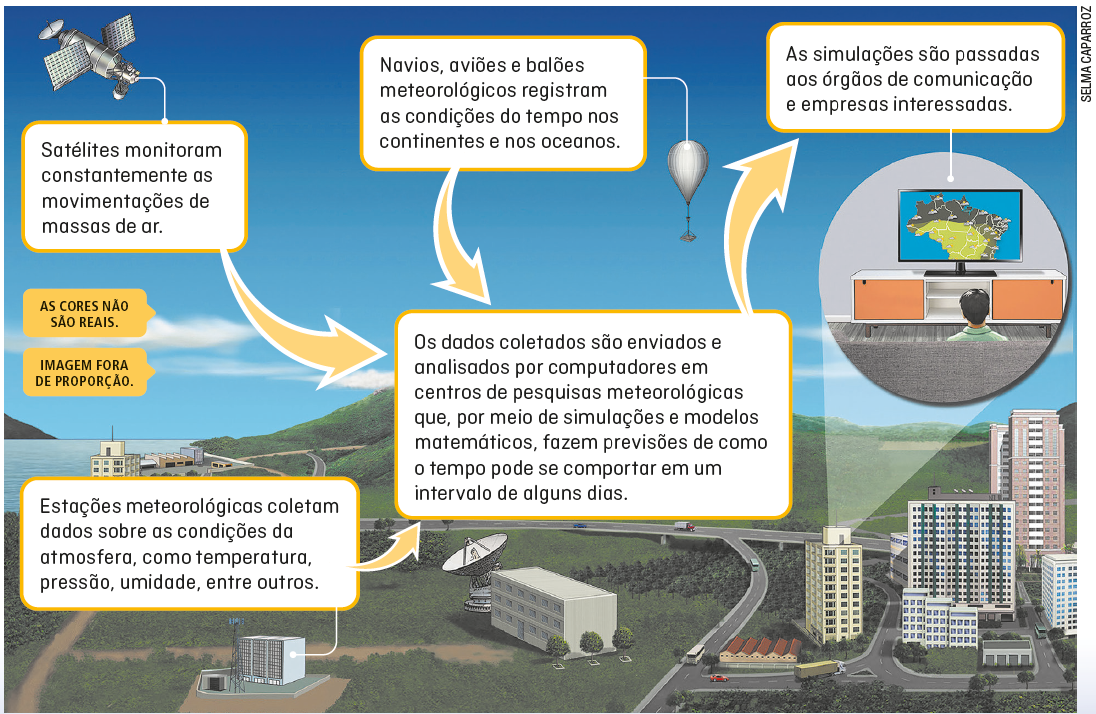 SELMA CAPARROZ
Satélites monitoram
constantemente as
movimentações de
massas de ar.
Navios, aviões e balões
meteorológicos registram
as condições do tempo nos
continentes e nos oceanos.
As simulações são passadas
aos órgãos de comunicação
e empresas interessadas.
AS CORES NÃO
SÃO REAIS.
IMAGEM FORA
DE PROPORÇÃO.
Os dados coletados são enviados e
analisados por computadores em
centros de pesquisas meteorológicas
que, por meio de simulações e modelos
matemáticos, fazem previsões de como
o tempo pode se comportar em um
intervalo de alguns dias.
Estações meteorológicas coletam
dados sobre as condições da
atmosfera, como temperatura,
pressão, umidade, entre outros.